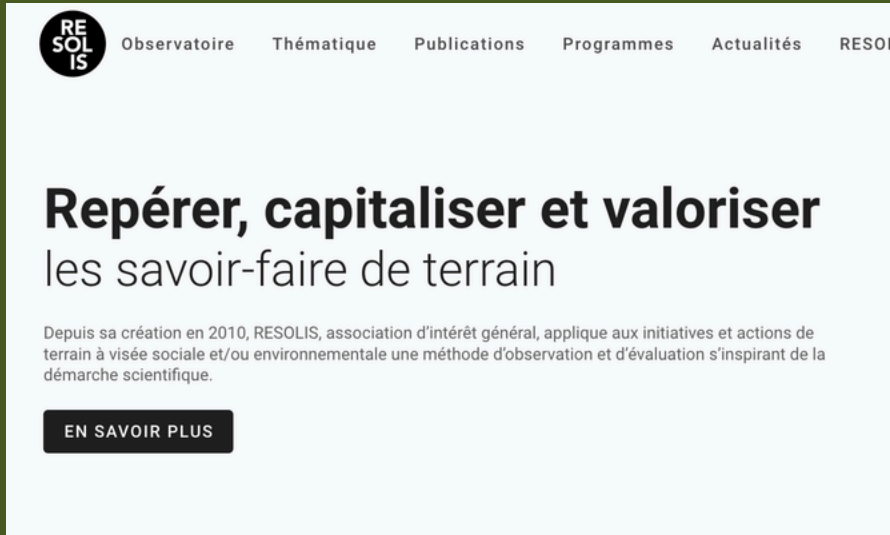 RE
SOL
IS
Observatoire Thématique Publications Programmes Actualités
Repérer, capitaliser et valoriser
les savoir-faire de terrain
Depuis sa création en 2010, RESOLIS, association d’intérêt général, applique aux initiatives et actions de
terrain à visée sociale et/ou environnementale une méthode d’observation et d’évaluation s’inspirant de la
démarche scientifique.
EN SAVOIR PLUS